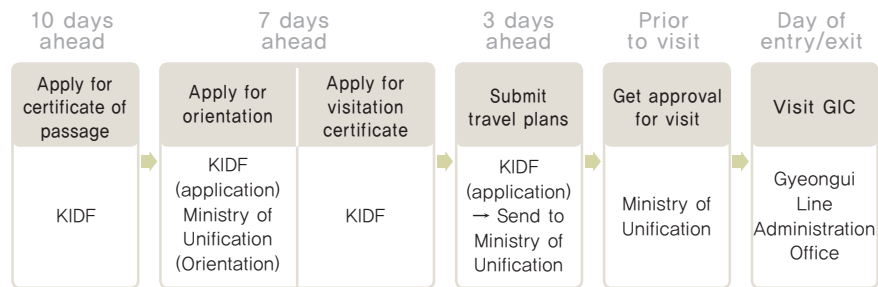 10 days
ahead
7 days
ahead
3 days
ahead
Prior
to visit
Day of
entry/exit
Apply for
certificate of
passage
Apply for
orientation
Apply for
visitation
certificate
Submit
travel plans
Get approval
for visit
Visit GIC
KIDF
KIDF
(application)
Ministry of
Unification
(Orientation)
KIDF
KIDF
(application)
→ Send to
Ministry of
Unification
Ministry of
Unification
Gyeongui
Line
Administration
Office